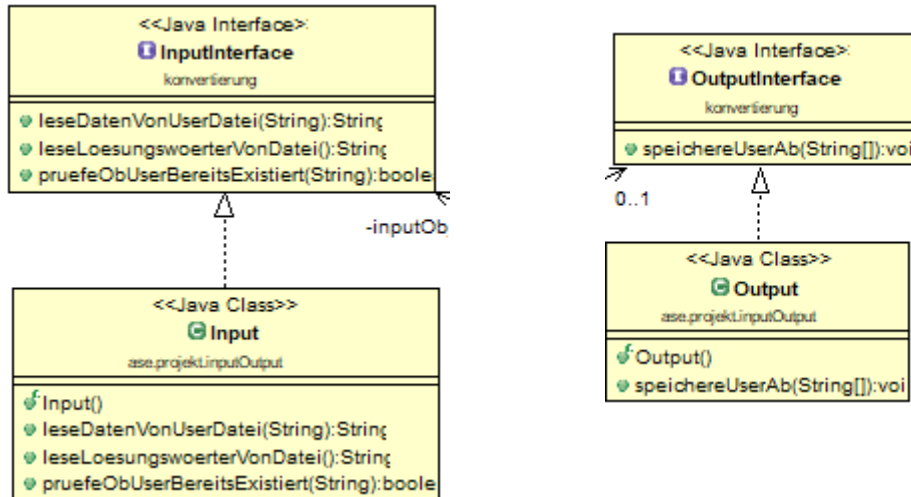 <<Java Interface>>
InputInterface
konvertierung
leseDatenVonUserDatei(String):String
leseLoesungswoerterVonDatei():String
pruefeObUserBereitsExistiert(String):boolea
-inputOb
<<Java Class>>
Input
ase.projekt.inputOutput
Input()
leseDatenVonUserDatei(String):String
leseLoesungswoerterVonDatei():String
pruefeObUserBereitsExistiert(String):boole
<<Java Interface>>
OutputInterface
konvertierung
speichereUserAb(String[]):voi
0..1
<<Java Class>>
Output
ase.projekt.inputOutput
Output()
speichereUserAb(String[]):voi